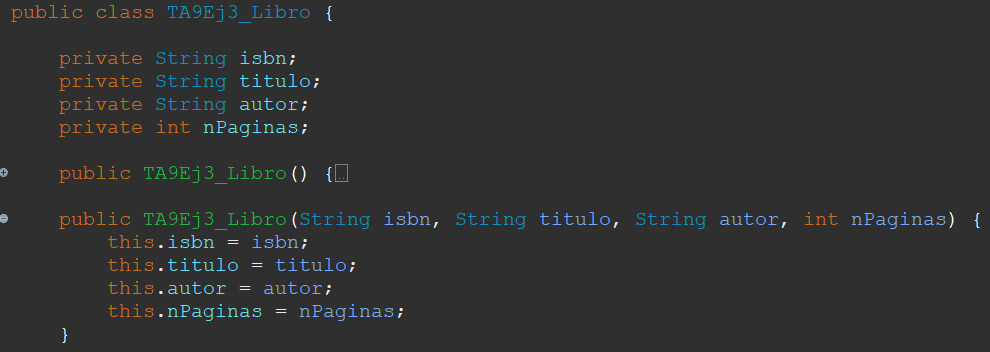 public class TA9Ej3_Libro {
private String isbn;
private String titulo;
private String autor;
private int nPaginas;
public TA9Ej3_Libro() {..
public TA9Ej3_Libro(String isbn, String titulo, String autor, int nPaginas) {
this.isbn = isbn;
this.titulo = titulo;
this.autor = autor;
this.nPaginas = nPaginas;
}